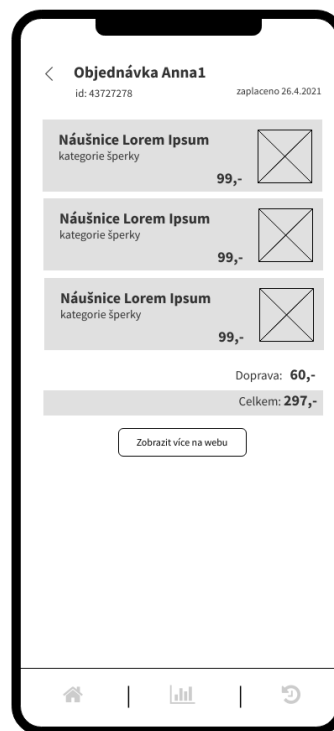 Objednávka Anna1
id: 43727278
zaplaceno 26.4.2021
Náušnice Lorem Ipsum
kategorie šperky
99,-
Náušnice Lorem Ipsum
kategorie šperky
99,-
Náušnice Lorem Ipsum
kategorie šperky
99,-
Doprava: 60,-
Celkem: 297,-
Zobrazit více na webu